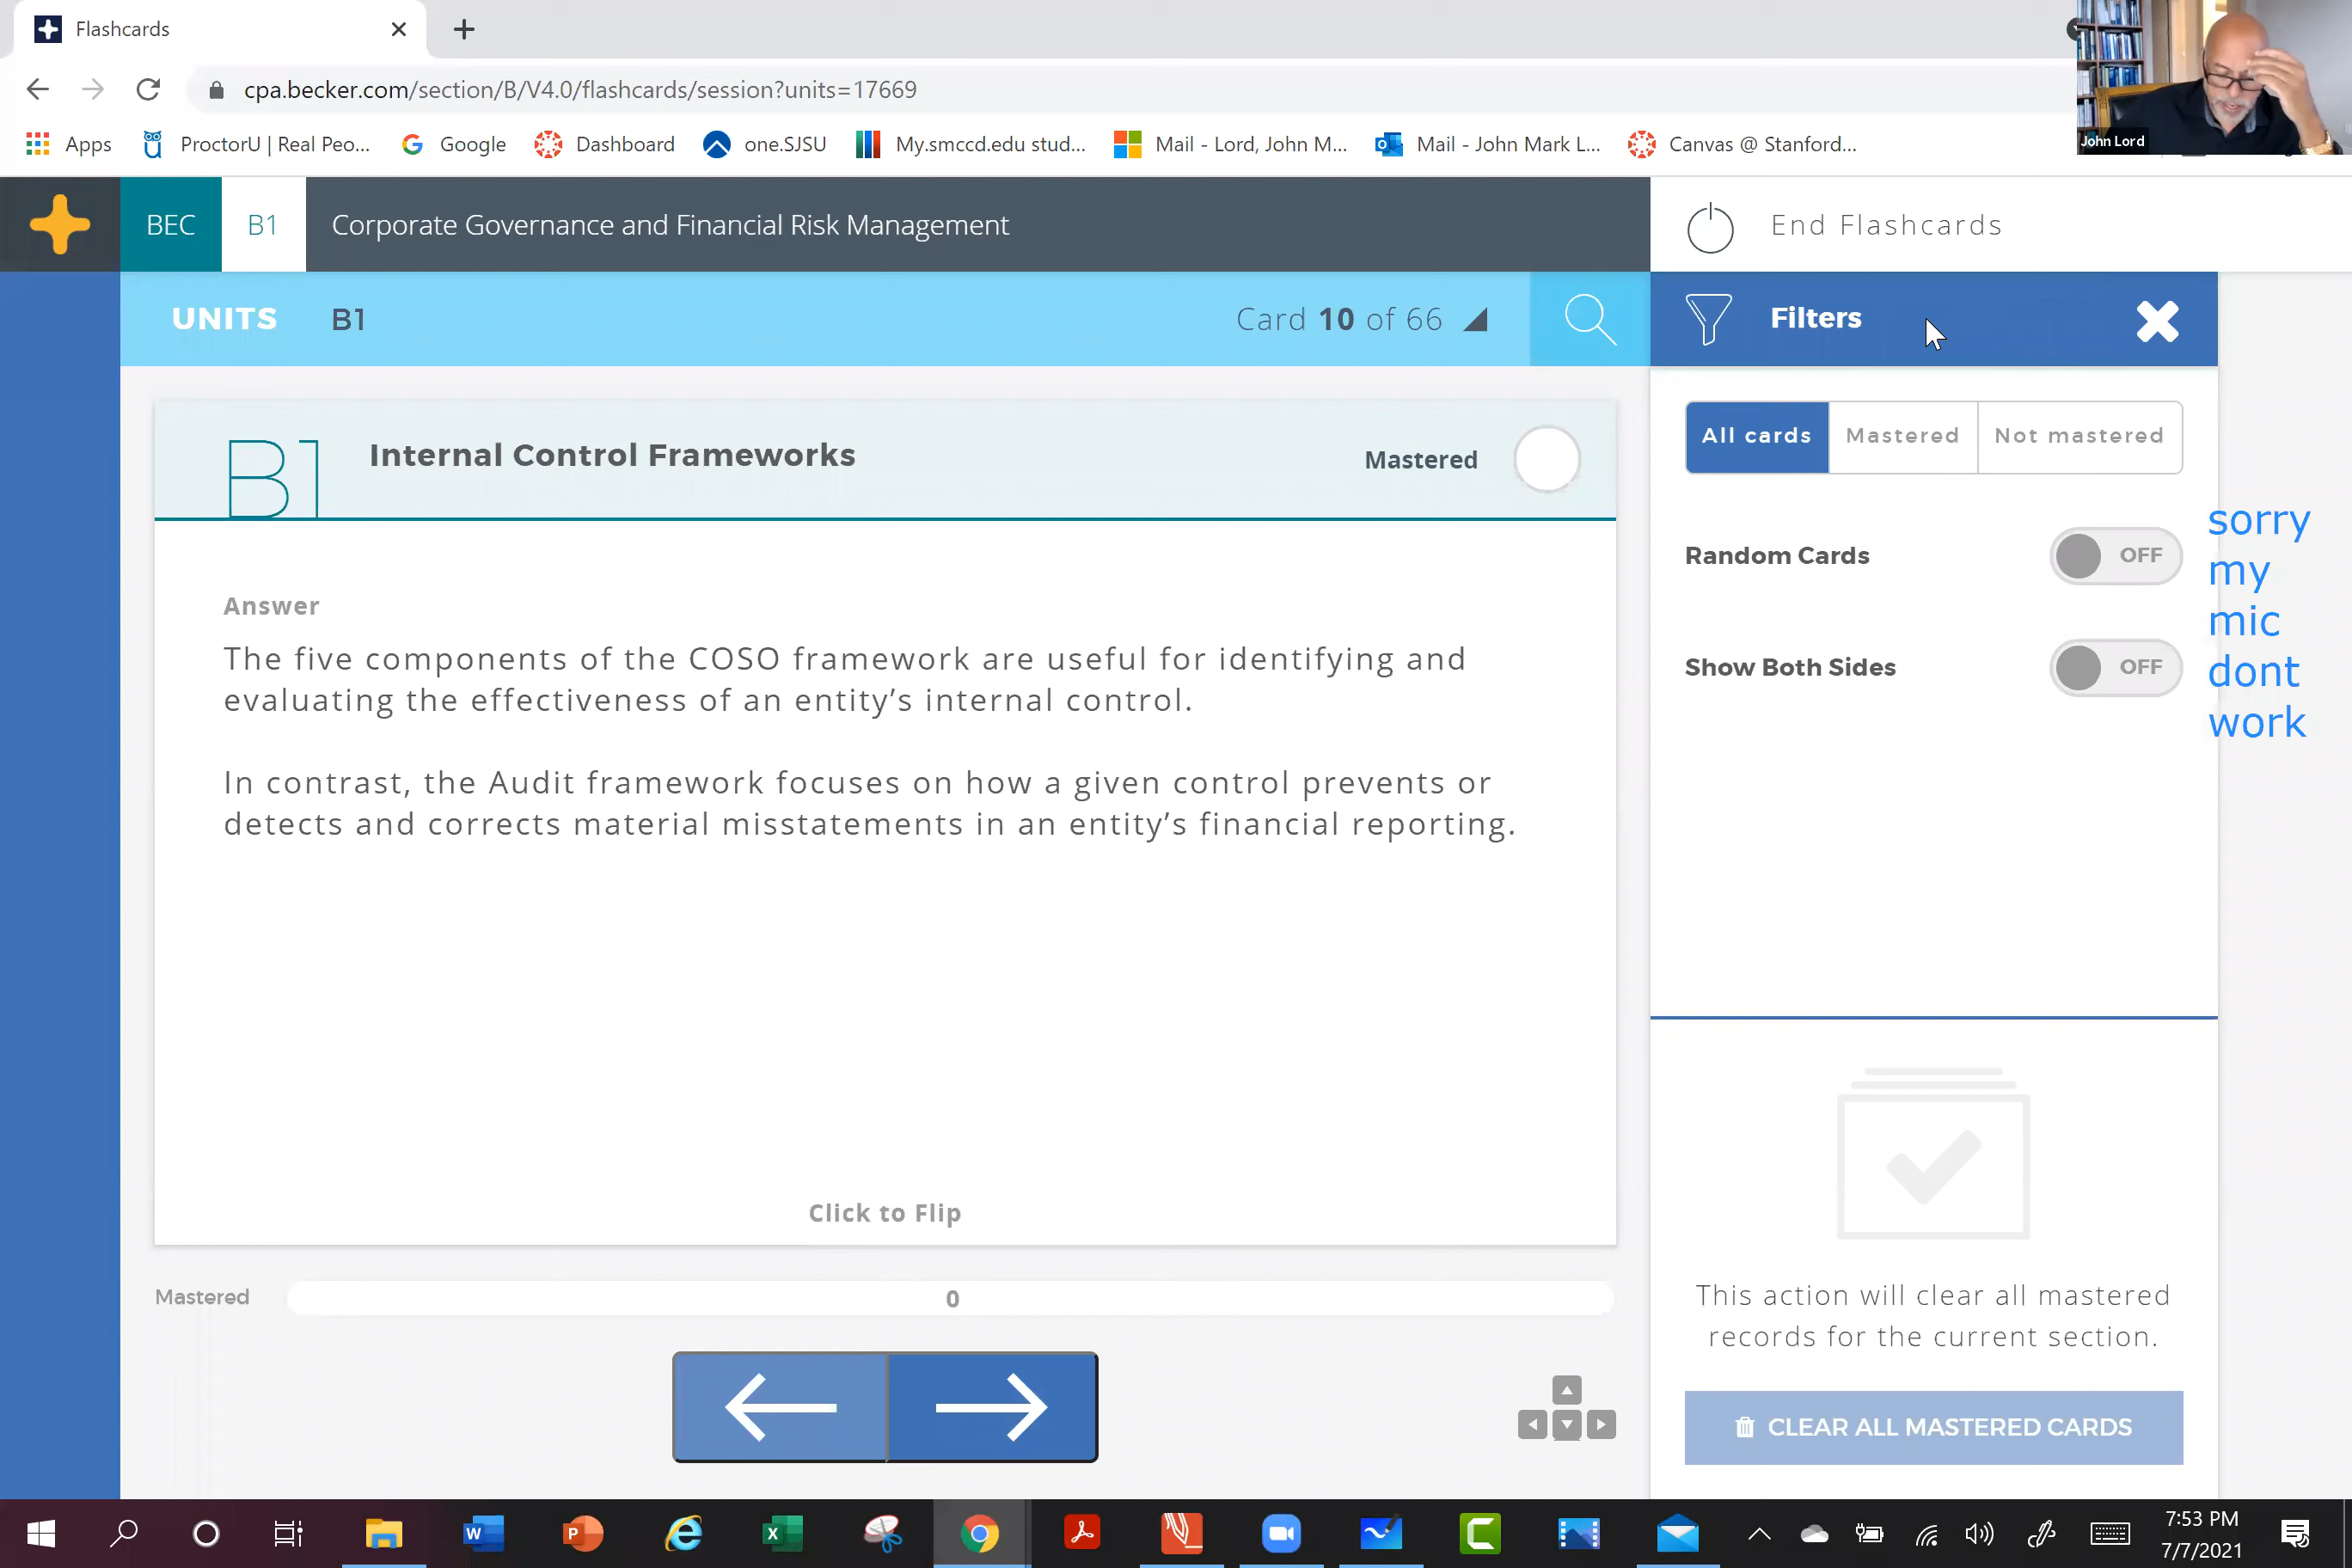 Flashcards
cpa.becker.com/section/B/V4.0/flashcards/session?units=17669
Apps
ProctorU | Real Peo...
Google
Dashboard
one.SJSU
My.smccd.edu stud...
Mail - Lord, John M...
Mail - John Mark L...
Canvas @ Stanford...
John Lord
BEC
B1
Corporate Governance and Financial Risk Management
End Flashcards
UNITS
B1
Card 10 of 66
Filters
B1
Internal Control Frameworks
Mastered
All cards
Mastered
Not mastered
Random Cards
OFF
Show Both Sides
OFF
sorry
my
mic
dont
work
Answer
The five components of the COSO framework are useful for identifying and
evaluating the effectiveness of an entity’s internal control.
In contrast, the Audit framework focuses on how a given control prevents or
detects and corrects material misstatements in an entity’s financial reporting.
Click to Flip
Mastered
0
This action will clear all mastered
records for the current section.
CLEAR ALL MASTERED CARDS
7:53 PM
7/7/2021